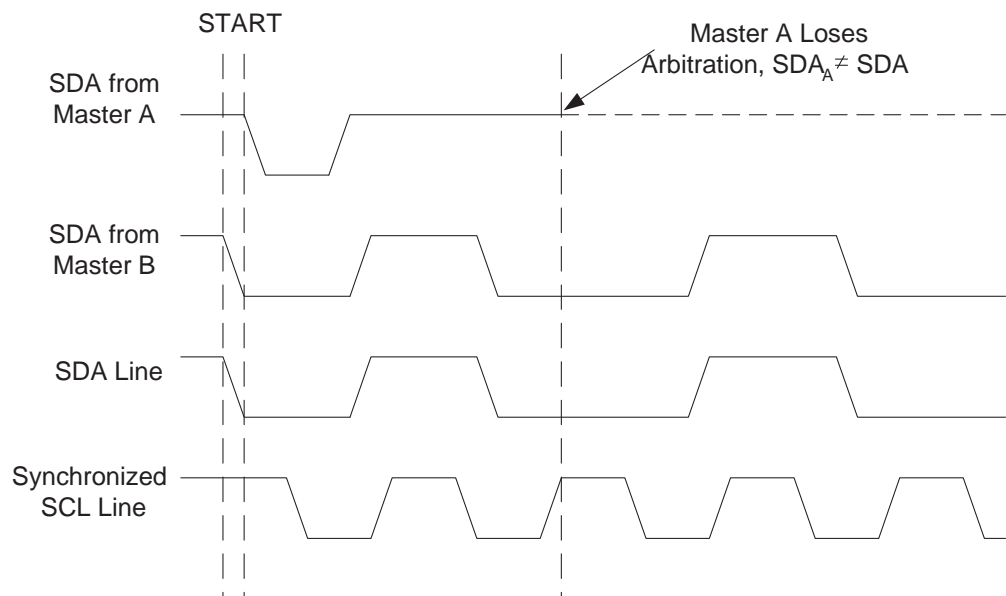 START
Master A Loses
Arbitration, SDA_A ≠ SDA
SDA from
Master A
SDA from
Master B
SDA Line
Synchronized
SCL Line